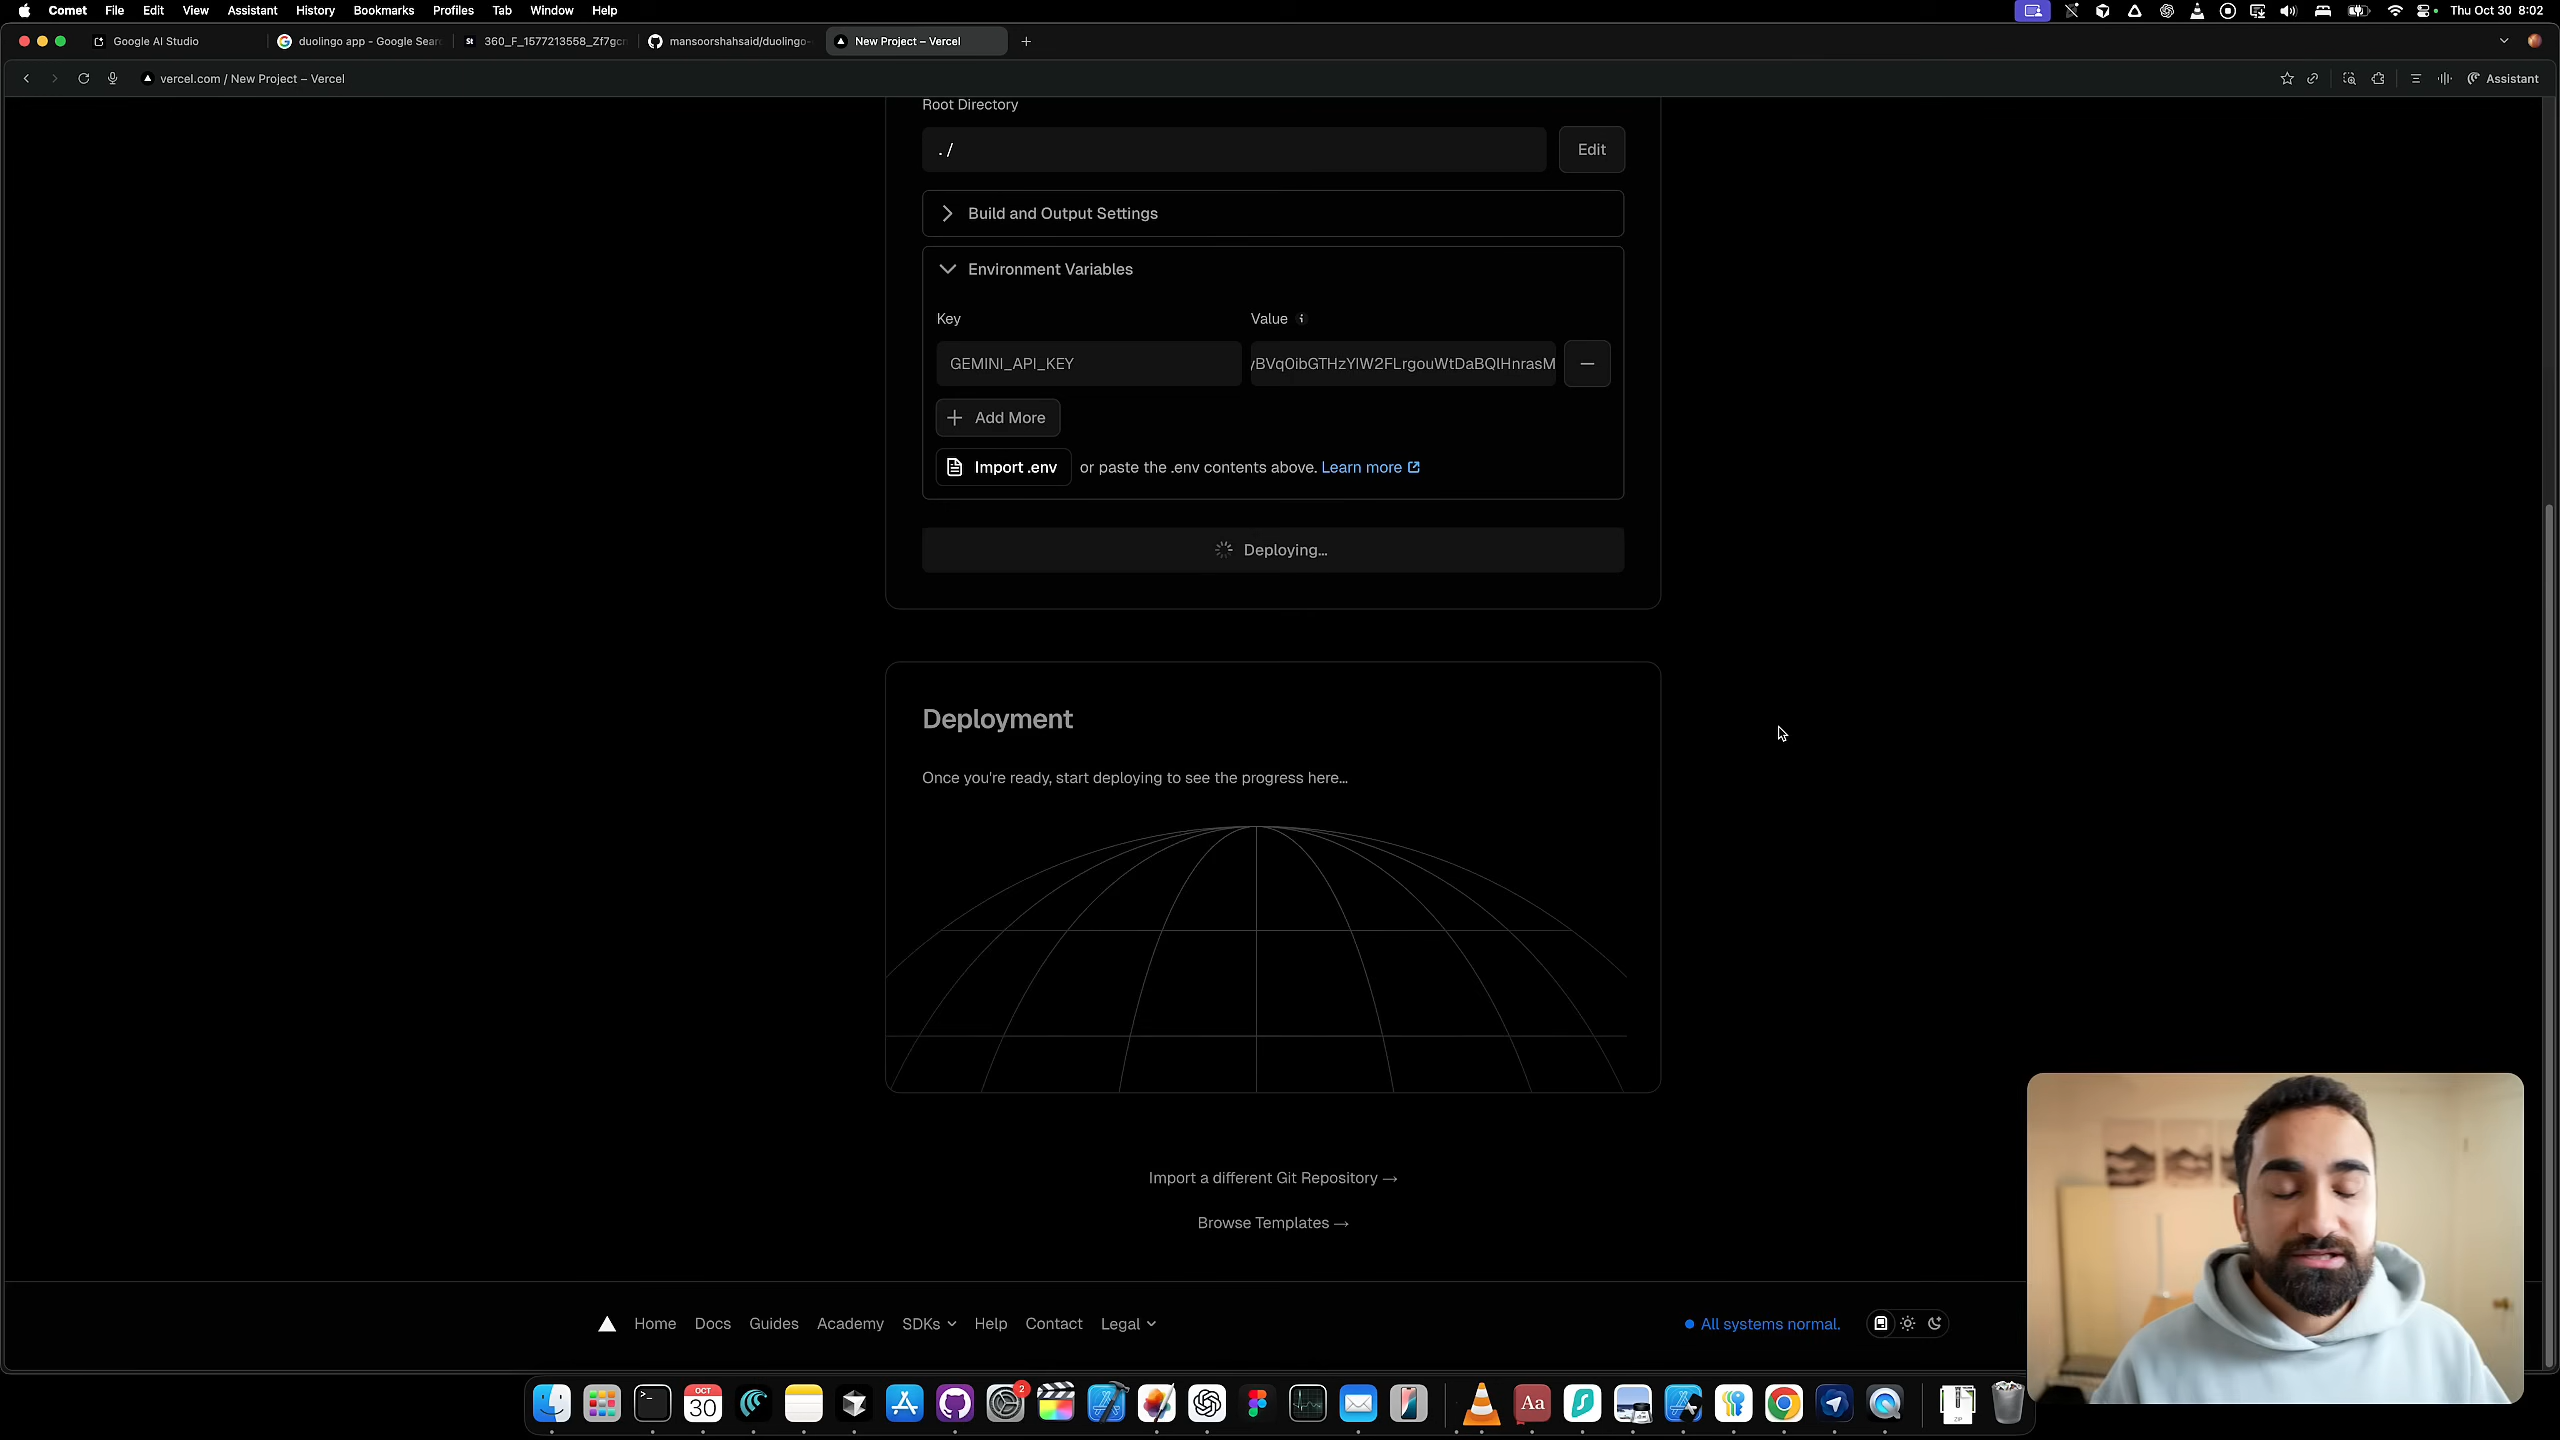 Comet File Edit View Assistant History Bookmarks Profiles Tab Window Help
Thu Oct 30 8:02
Google AI Studio
duolingo app - Google Sear
St 360_F_1577213558_Zf7gcn
mansoorshahsaid/duolingo-
New Project – Vercel
vercel.com / New Project – Vercel
Assistant
Root Directory
./
Edit
Build and Output Settings
Environment Variables
Key
Value
GEMINI_API_KEY
Add More
Import .env
or paste the .env contents above. Learn more
Deploying...
Deployment
Once you're ready, start deploying to see the progress here...
Import a different Git Repository →
Browse Templates →
Home Docs Guides Academy SDKs Help Contact Legal
All systems normal.
OCT
30
2
Aa
ZIP